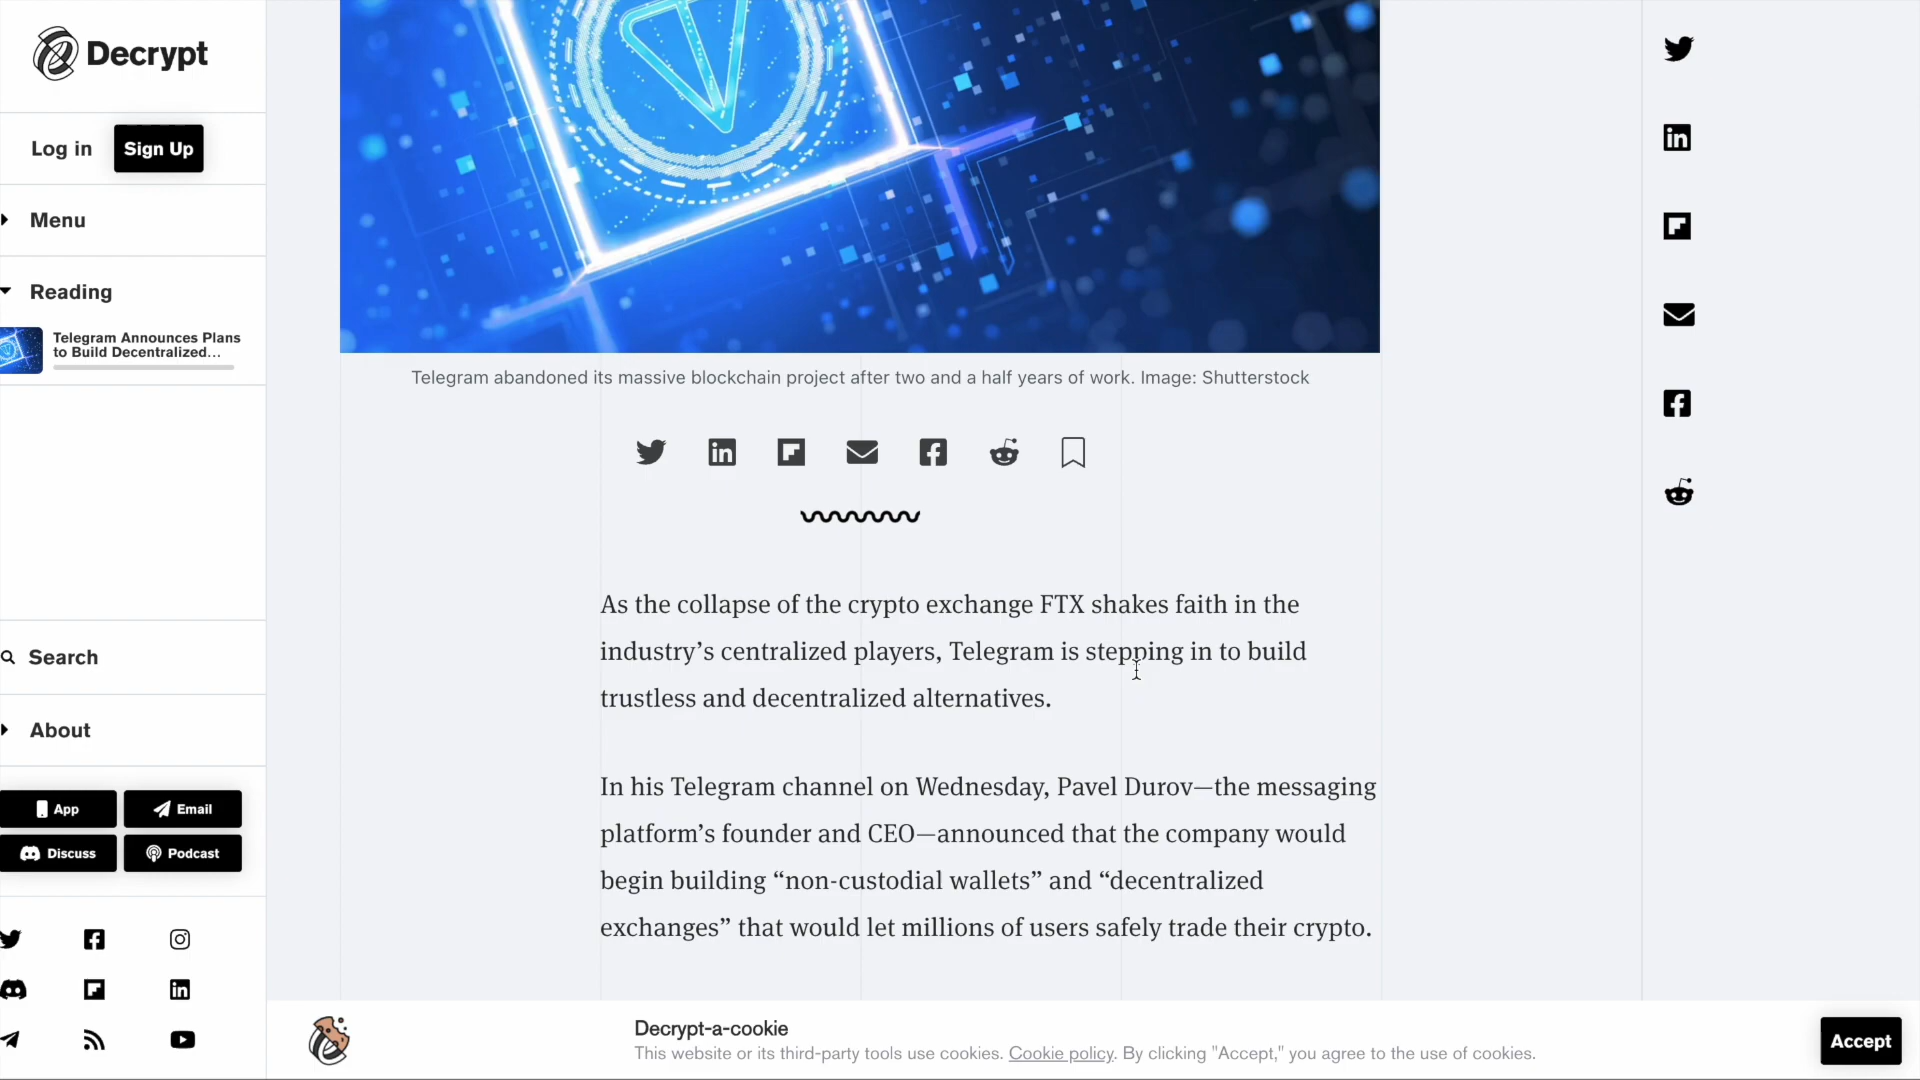 Decrypt
Log in
Sign Up
Menu
Reading
Telegram Announces Plans
to Build Decentralized...
Search
About
App
Email
Discuss
Podcast
Telegram abandoned its massive blockchain project after two and a half years of work. Image: Shutterstock
As the collapse of the crypto exchange FTX shakes faith in the
industry’s centralized players, Telegram is stepping in to build
trustless and decentralized alternatives.
In his Telegram channel on Wednesday, Pavel Durov—the messaging
platform’s founder and CEO—announced that the company would
begin building “non-custodial wallets” and “decentralized
exchanges” that would let millions of users safely trade their crypto.
Decrypt-a-cookie
This website or its third-party tools use cookies. Cookie policy. By clicking "Accept," you agree to the use of cookies.
Accept